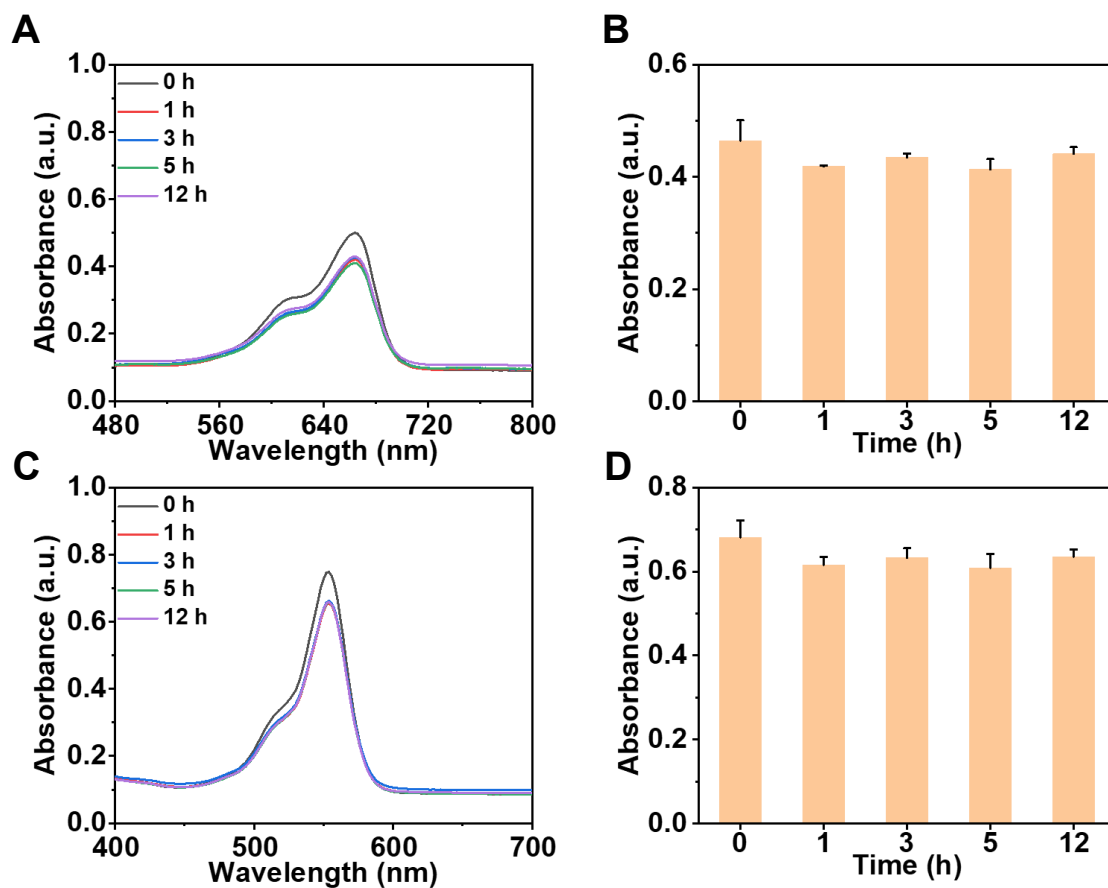 A
Absorbance (a.u.)
1.0
0.8
0.6
0.4
0.2
0.0
0 h
1 h
3 h
5 h
12 h
480 560 640 720 800
Wavelength (nm)
B
Absorbance (a.u.)
0.6
0.4
0.2
0.0
0 1 3 5 12
Time (h)
C
Absorbance (a.u.)
1.0
0.8
0.6
0.4
0.2
0.0
0 h
1 h
3 h
5 h
12 h
400 500 600 700
Wavelength (nm)
D
Absorbance (a.u.)
0.8
0.6
0.4
0.2
0.0
0 1 3 5 12
Time (h)